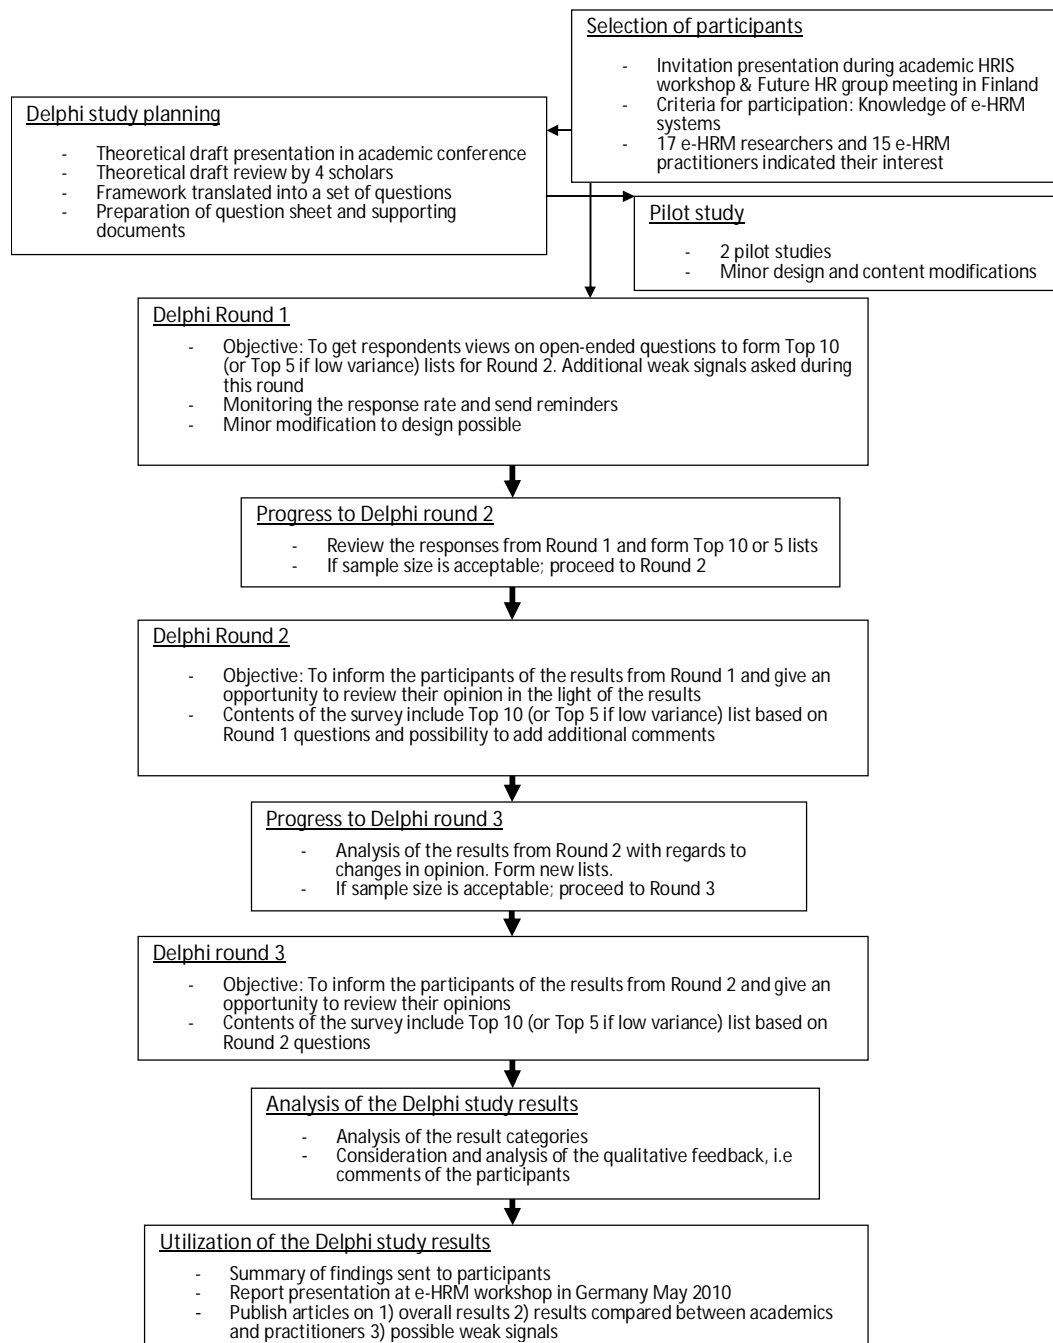 Selection of participants
- Invitation presentation during academic HRIS
workshop & Future HR group meeting in Finland
- Criteria for participation: Knowledge of e-HRM
systems
- 17 e-HRM researchers and 15 e-HRM
practitioners indicated their interest
Delphi study planning
- Theoretical draft presentation in academic conference
- Theoretical draft review by 4 scholars
- Framework translated into a set of questions
- Preparation of question sheet and supporting
documents
Pilot study
- 2 pilot studies
- Minor design and content modifications
Delphi Round 1
- Objective: To get respondents views on open-ended questions to form Top 10
(or Top 5 if low variance) lists for Round 2. Additional weak signals asked during
this round
- Monitoring the response rate and send reminders
- Minor modification to design possible
Progress to Delphi round 2
- Review the responses from Round 1 and form Top 10 or 5 lists
- If sample size is acceptable; proceed to Round 2
Delphi Round 2
- Objective: To inform the participants of the results from Round 1 and give an
opportunity to review their opinion in the light of the results
- Contents of the survey include Top 10 (or Top 5 if low variance) list based on
Round 1 questions and possibility to add additional comments
Progress to Delphi round 3
- Analysis of the results from Round 2 with regards to
changes in opinion. Form new lists.
- If sample size is acceptable; proceed to Round 3
Delphi round 3
- Objective: To inform the participants of the results from Round 2 and give an
opportunity to review their opinions
- Contents of the survey include Top 10 (or Top 5 if low variance) list based on
Round 2 questions
Analysis of the Delphi study results
- Analysis of the result categories
- Consideration and analysis of the qualitative feedback, i.e
comments of the participants
Utilization of the Delphi study results
- Summary of findings sent to participants
- Report presentation at e-HRM workshop in Germany May 2010
- Publish articles on 1) overall results 2) results compared between academics
and practitioners 3) possible weak signals